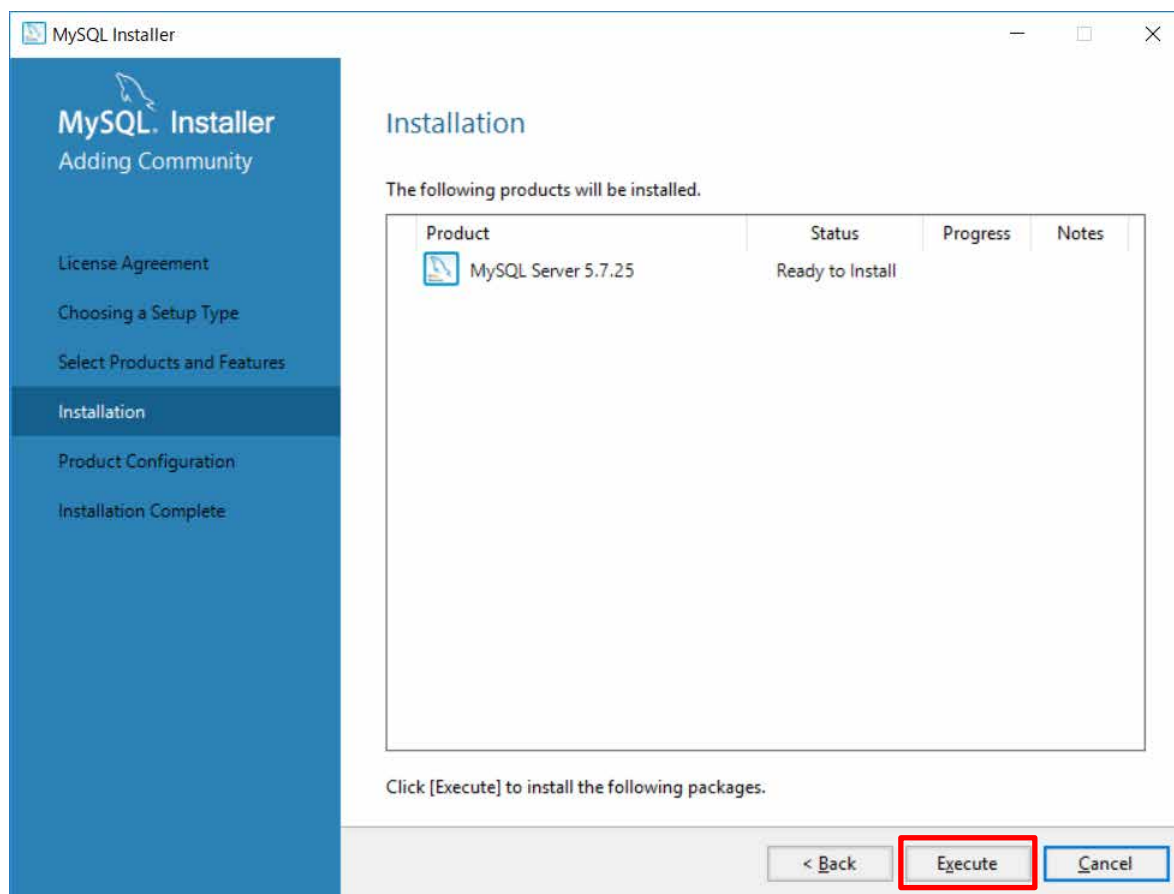 MySQL Installer
MySQL. Installer
Adding Community
License Agreement
Choosing a Setup Type
Select Products and Features
Installation
Product Configuration
Installation Complete
Installation
The following products will be installed.
Product Status Progress Notes
MySQL Server 5.7.25 Ready to Install
Click [Execute] to install the following packages.
< Back Execute Cancel